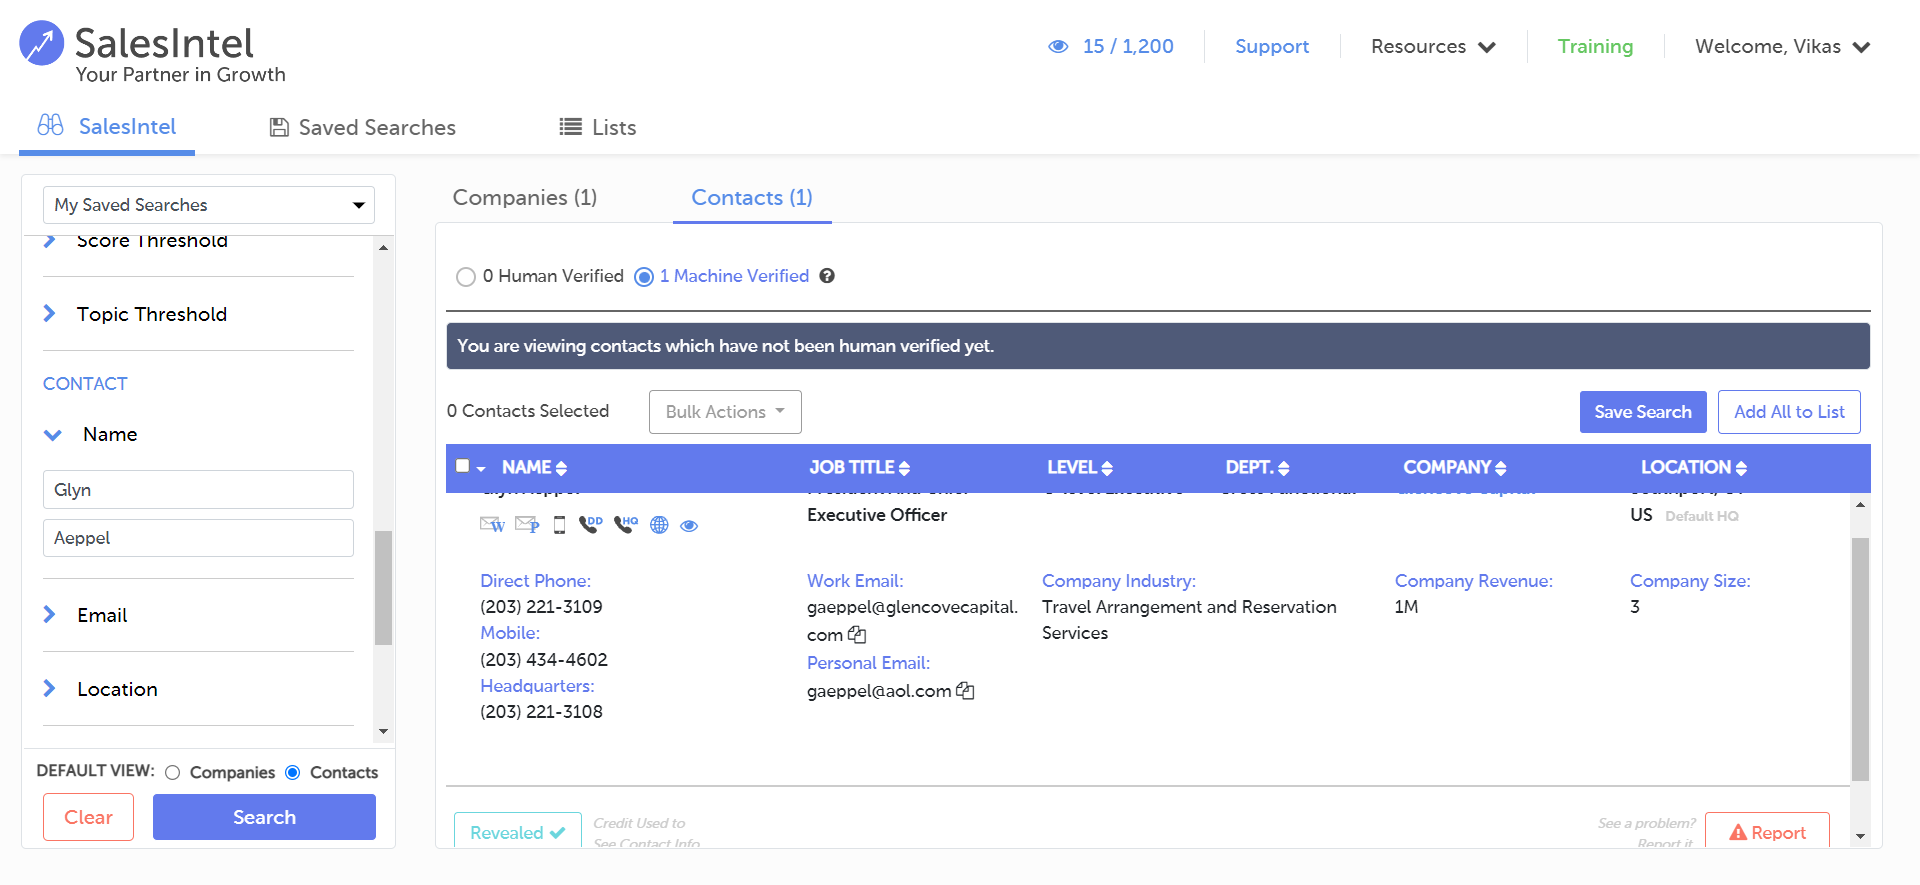 SalesIntel
Your Partner in Growth
15 / 1,200
Support
Resources
Training
Welcome, Vikas
SalesIntel
Saved Searches
Lists
My Saved Searches
Score Threshold
Topic Threshold
CONTACT
Name
Glyn
Aeppel
Email
Location
DEFAULT VIEW: Companies Contacts
Clear
Search
Companies (1)
Contacts (1)
0 Human Verified
1 Machine Verified
You are viewing contacts which have not been human verified yet.
0 Contacts Selected
Bulk Actions
Save Search
Add All to List
NAME
JOB TITLE
LEVEL
DEPT.
COMPANY
LOCATION
Executive Officer
US Default HQ
W
P
DD
HQ
Direct Phone:
(203) 221-3109
Mobile:
(203) 434-4602
Headquarters:
(203) 221-3108
Work Email:
gaeppel@glencovecapital.
com
Personal Email:
gaeppel@aol.com
Company Industry:
Travel Arrangement and Reservation
Services
Company Revenue:
1M
Company Size:
3
Revealed
Credit Used to
See Contact Info
See a problem?
Report it
Report